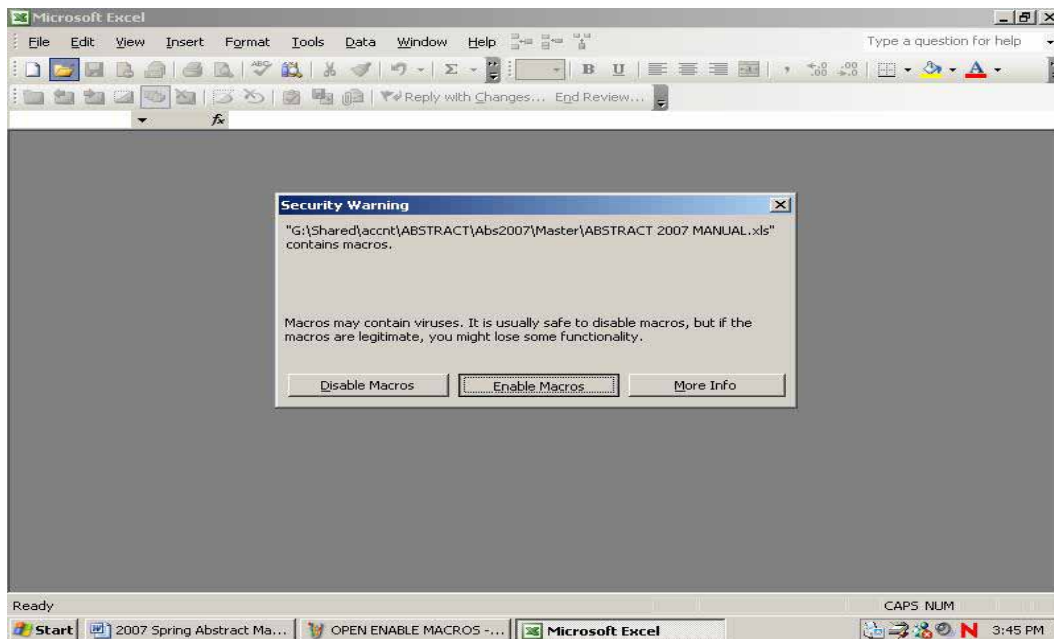 Microsoft Excel
File Edit View Insert Format Tools Data Window Help Type a question for help
ABC Σ B U A
Reply with Changes... End Review...
fx
Security Warning
"G:\Shared\accnt\ABSTRACT\Abs2007\Master\ABSTRACT 2007 MANUAL.xls"
contains macros.
Macros may contain viruses. It is usually safe to disable macros, but if the
macros are legitimate, you might lose some functionality.
Disable Macros Enable Macros More Info
Ready CAPS NUM
Start 2007 Spring Abstract Ma... OPEN ENABLE MACROS -... Microsoft Excel N 3:45 PM